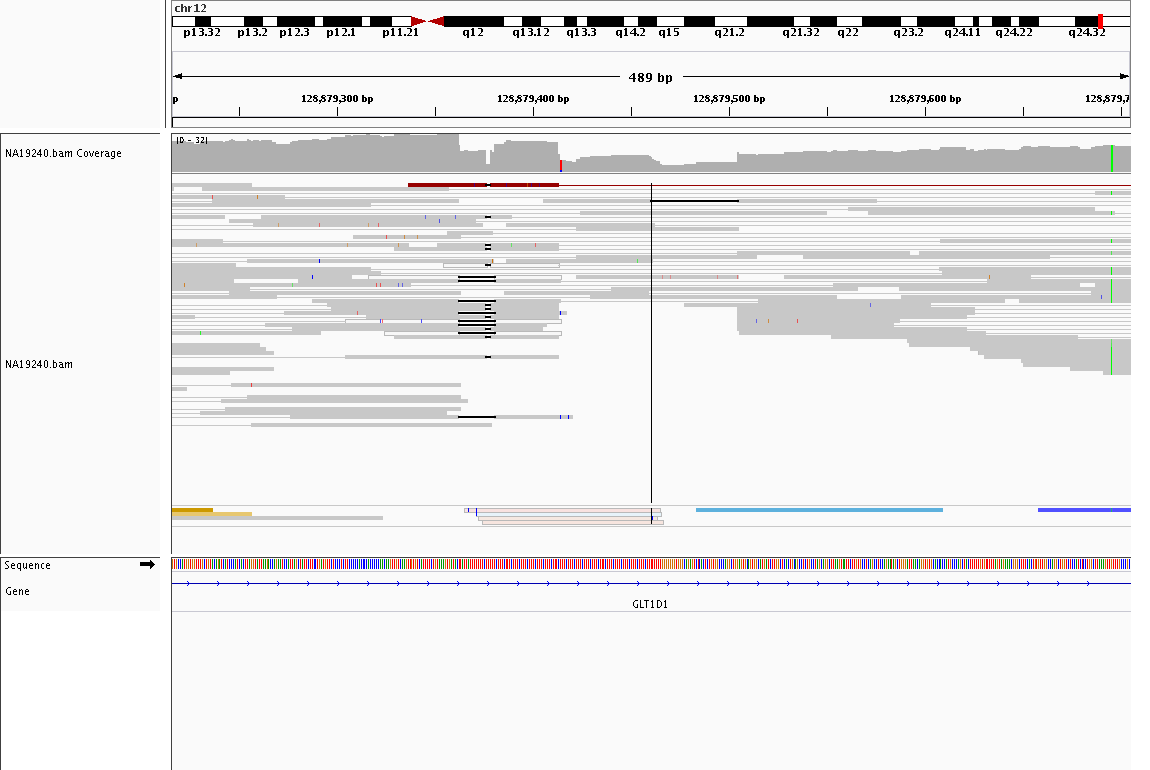 chr12
p13.32 p13.2 p12.3 p12.1 p11.21 q12 q13.12 q13.3 q14.2 q15 q21.2 q21.32 q22 q23.2 q24.11 q24.22 q24.32
489 bp
p 128,879,300 bp 128,879,400 bp 128,879,500 bp 128,879,600 bp 128,879,7
NA19240.bam Coverage
[0 - 32]
NA19240.bam
Sequence
Gene
GLT1D1